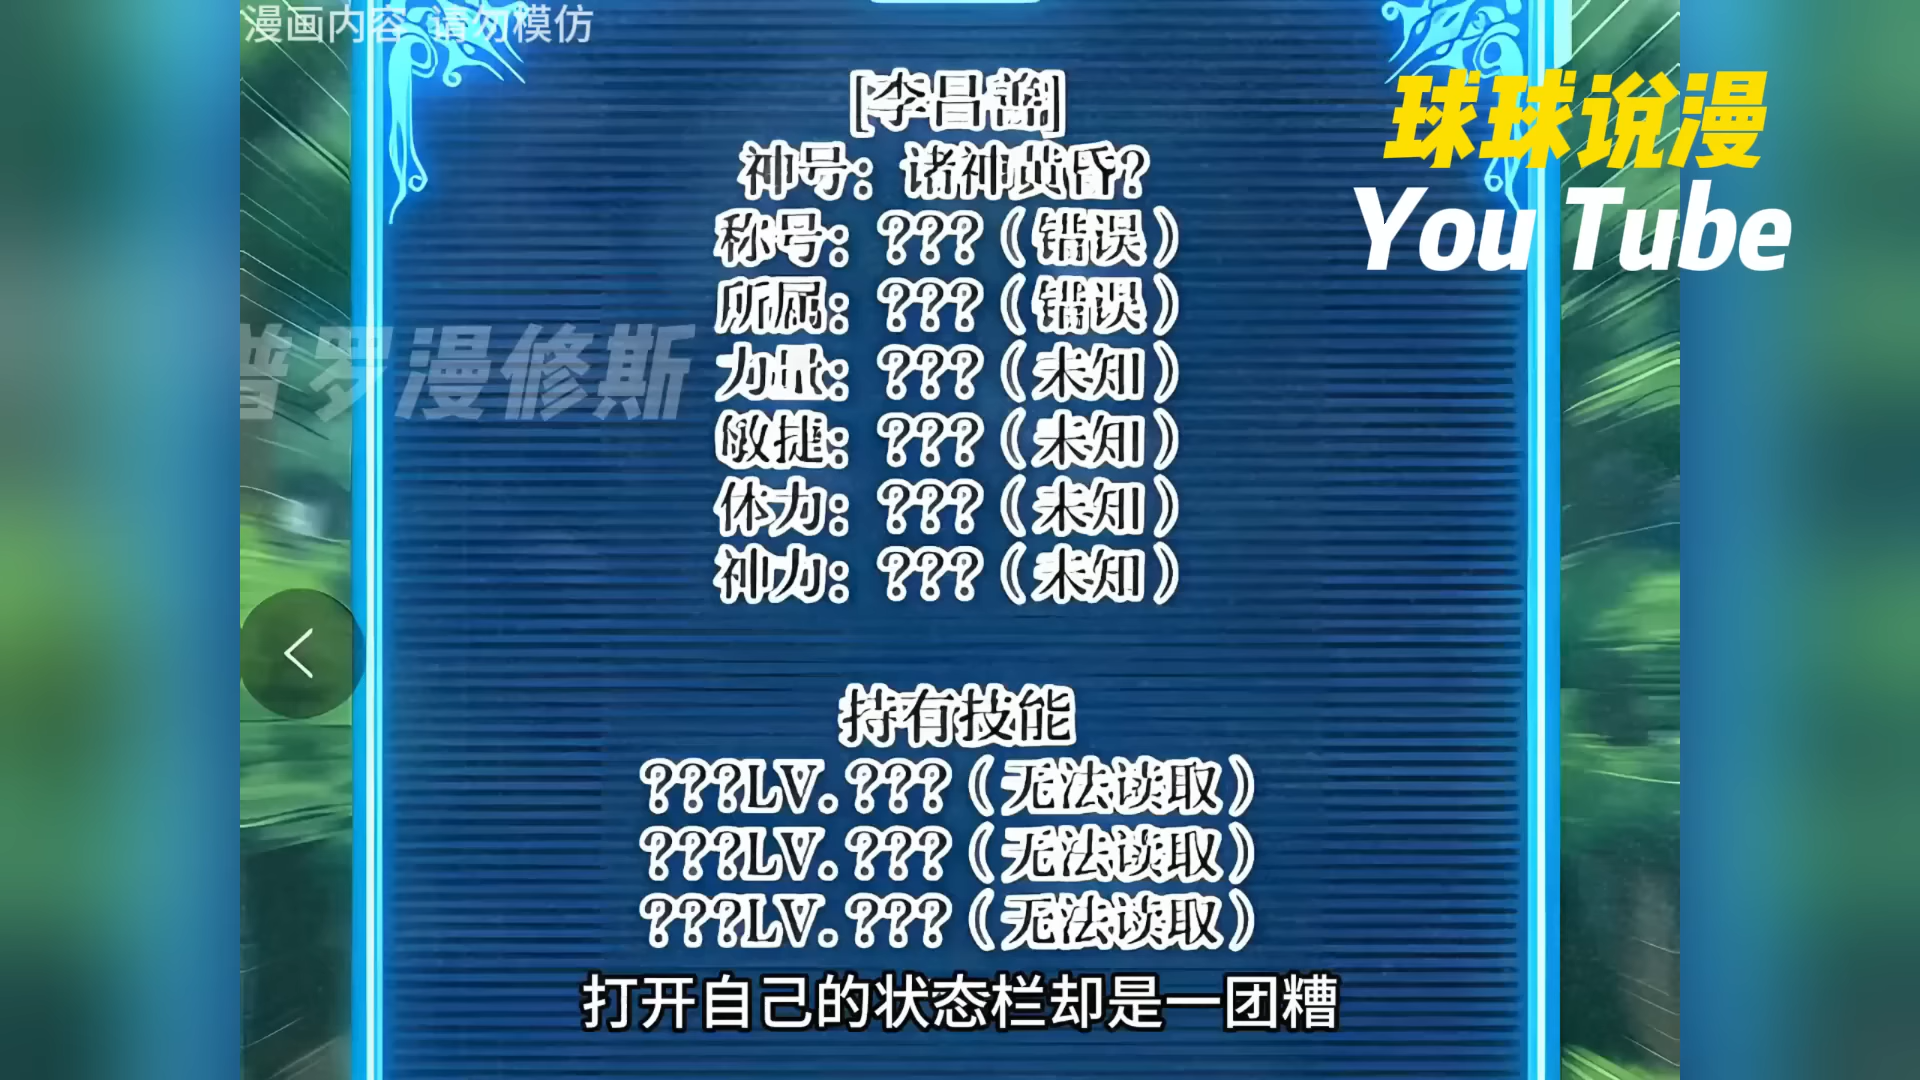 漫画内容 请勿模仿
球球说漫
YouTube
[李昌善]
神号：诸神黄昏?
称号：???（错误）
所属：???（错误）
力量：???（未知）
普罗漫修斯
敏捷：???（未知）
体力：???（未知）
神力：???（未知）
持有技能
???LV.???（无法读取）
???LV.???（无法读取）
???LV.???（无法读取）
打开自己的状态栏却是一团糟